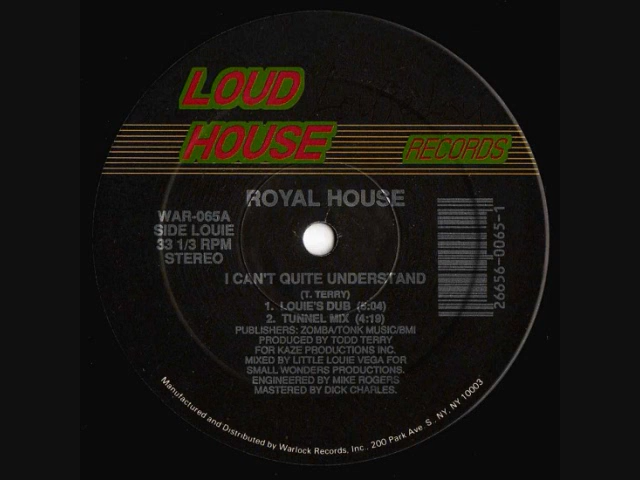 LOUD
HOUSE
RECORDS
ROYAL HOUSE
WAR-065A
SIDE LOUIE
33 1/3 RPM
STEREO
26656-0065-1
I CAN'T QUITE UNDERSTAND
(T. TERRY)
1. LOUIE'S DUB (5:04)
2. TUNNEL MIX (4:19)
PUBLISHERS: ZOMBA/TONK MUSIC/BMI
PRODUCED BY TODD TERRY
FOR KAZE PRODUCTIONS INC.
MIXED BY LITTLE LOUIE VEGA FOR
SMALL WONDERS PRODUCTIONS.
ENGINEERED BY MIKE ROGERS
MASTERED BY DICK CHARLES.
Manufactured and Distributed by Warlock Records, Inc., 200 Park Ave S., NY, NY 10003